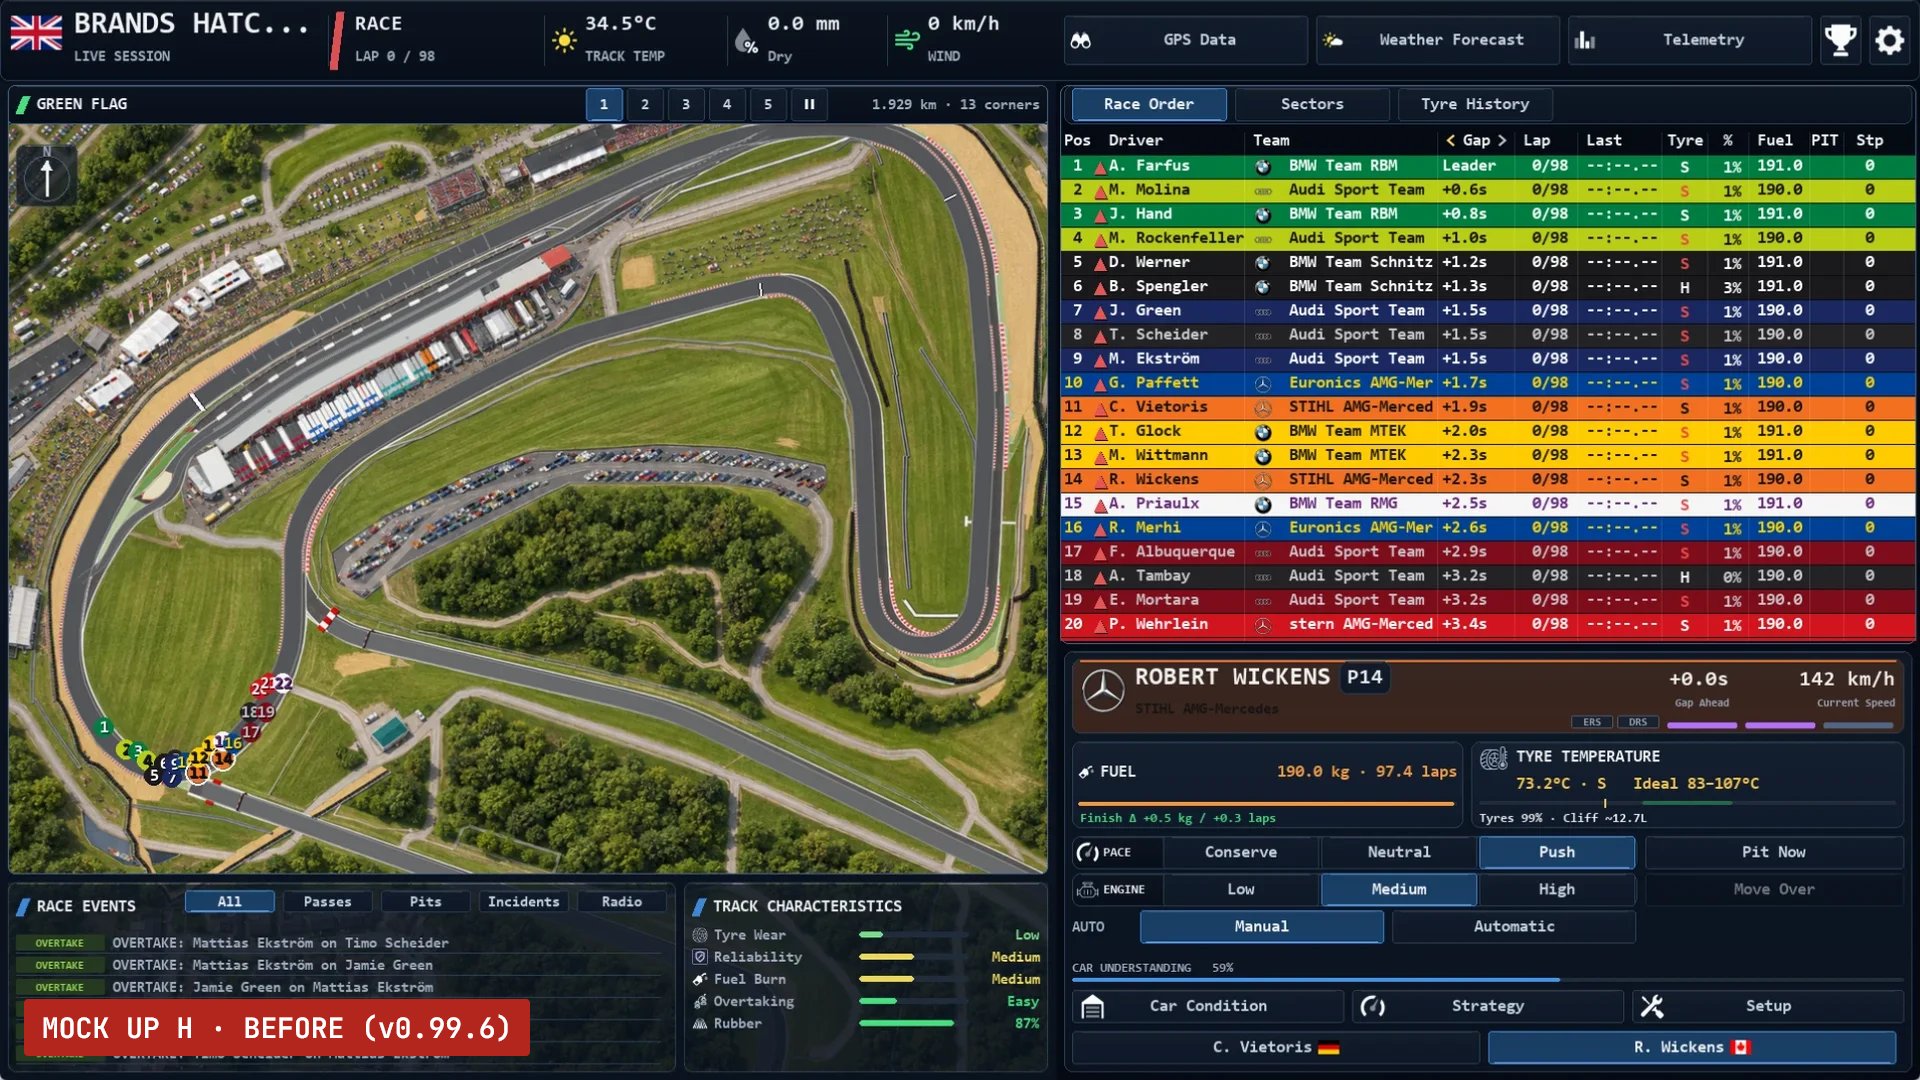 BRANDS HATC...
LIVE SESSION
RACE
LAP 0 / 98
34.5°C
TRACK TEMP
0.0 mm
Dry
0 km/h
WIND
GPS Data
Weather Forecast
Telemetry
GREEN FLAG
1 2 3 4 5
1.929 km · 13 corners
N
Race Order Sectors Tyre History
Pos Driver Team < Gap > Lap Last Tyre % Fuel PIT Stp
1 A. Farfus BMW Team RBM Leader 0/98 --:--.-- S 1% 191.0 0
2 M. Molina Audi Sport Team +0.6s 0/98 --:--.-- S 1% 190.0 0
3 J. Hand BMW Team RBM +0.8s 0/98 --:--.-- S 1% 191.0 0
4 M. Rockenfeller Audi Sport Team +1.0s 0/98 --:--.-- S 1% 190.0 0
5 D. Werner BMW Team Schnitz +1.2s 0/98 --:--.-- S 1% 191.0 0
6 B. Spengler BMW Team Schnitz +1.3s 0/98 --:--.-- H 3% 191.0 0
7 J. Green Audi Sport Team +1.5s 0/98 --:--.-- S 1% 190.0 0
8 T. Scheider Audi Sport Team +1.5s 0/98 --:--.-- S 1% 190.0 0
9 M. Ekström Audi Sport Team +1.5s 0/98 --:--.-- S 1% 190.0 0
10 G. Paffett Euronics AMG-Mer +1.7s 0/98 --:--.-- S 1% 190.0 0
11 C. Vietoris STIHL AMG-Merced +1.9s 0/98 --:--.-- S 1% 190.0 0
12 T. Glock BMW Team MTEK +2.0s 0/98 --:--.-- S 1% 191.0 0
13 M. Wittmann BMW Team MTEK +2.3s 0/98 --:--.-- S 1% 191.0 0
14 R. Wickens STIHL AMG-Merced +2.3s 0/98 --:--.-- S 1% 190.0 0
15 A. Priaulx BMW Team RMG +2.5s 0/98 --:--.-- S 1% 191.0 0
16 R. Merhi Euronics AMG-Mer +2.6s 0/98 --:--.-- S 1% 190.0 0
17 F. Albuquerque Audi Sport Team +2.9s 0/98 --:--.-- S 1% 190.0 0
18 A. Tambay Audi Sport Team +3.2s 0/98 --:--.-- H 0% 190.0 0
19 E. Mortara Audi Sport Team +3.2s 0/98 --:--.-- S 1% 190.0 0
20 P. Wehrlein stern AMG-Merced +3.4s 0/98 --:--.-- S 1% 190.0 0
22
18 19
17
1
16
12
14
5
7
11
ROBERT WICKENS P14
STIHL AMG-Mercedes
+0.0s
Gap Ahead
142 km/h
Current Speed
ERS DRS
FUEL
190.0 kg · 97.4 laps
Finish Δ +0.5 kg / +0.3 laps
TYRE TEMPERATURE
73.2°C · S Ideal 83–107°C
Tyres 99% · Cliff ~12.7L
PACE Conserve Neutral Push Pit Now
ENGINE Low Medium High Move Over
AUTO Manual Automatic
CAR UNDERSTANDING 59%
Car Condition Strategy Setup
C. Vietoris R. Wickens
RACE EVENTS
All Passes Pits Incidents Radio
OVERTAKE OVERTAKE: Mattias Ekström on Timo Scheider
OVERTAKE OVERTAKE: Mattias Ekström on Jamie Green
OVERTAKE OVERTAKE: Jamie Green on Mattias Ekström
MOCK UP H · BEFORE (v0.99.6)
TRACK CHARACTERISTICS
Tyre Wear Low
Reliability Medium
Fuel Burn Medium
Overtaking Easy
Rubber 87%